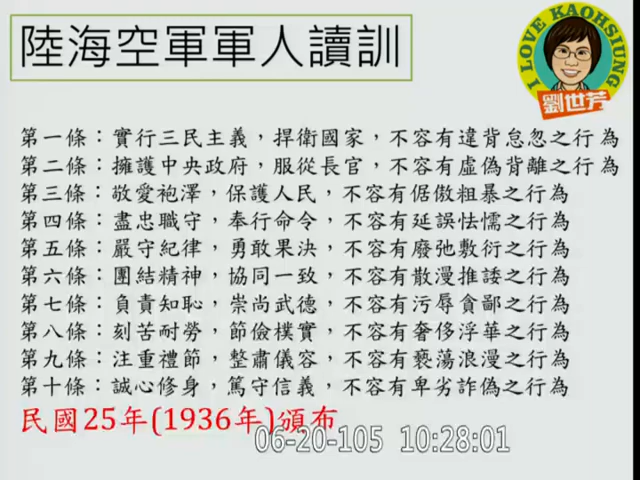 陸海空軍軍人讀訓
I LOVE KAOHSIUNG
劉世芳
第一條：實行三民主義，捍衛國家，不容有違背怠忽之行為
第二條：擁護中央政府，服從長官，不容有虛偽背離之行為
第三條：敬愛袍澤，保護人民，不容有倨傲粗暴之行為
第四條：盡忠職守，奉行命令，不容有延誤怯懦之行為
第五條：嚴守紀律，勇敢果決，不容有廢弛敷衍之行為
第六條：團結精神，協同一致，不容有散漫推諉之行為
第七條：負責知恥，崇尚武德，不容有污辱貪鄙之行為
第八條：刻苦耐勞，節儉樸實，不容有奢侈浮華之行為
第九條：注重禮節，整肅儀容，不容有褻蕩浪漫之行為
第十條：誠心修身，篤守信義，不容有卑劣詐偽之行為
民國25年(1936年)頒布
06-20-105 10:28:01